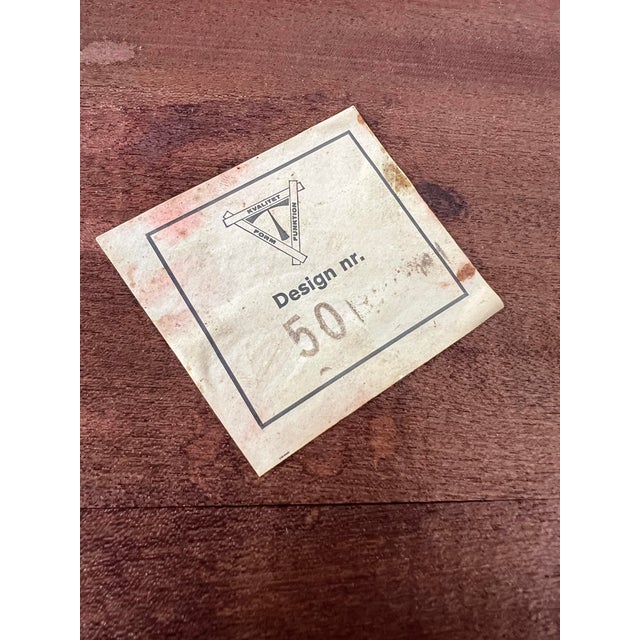 KVALITET
FORM
FUNKTION
T
Design nr.
50